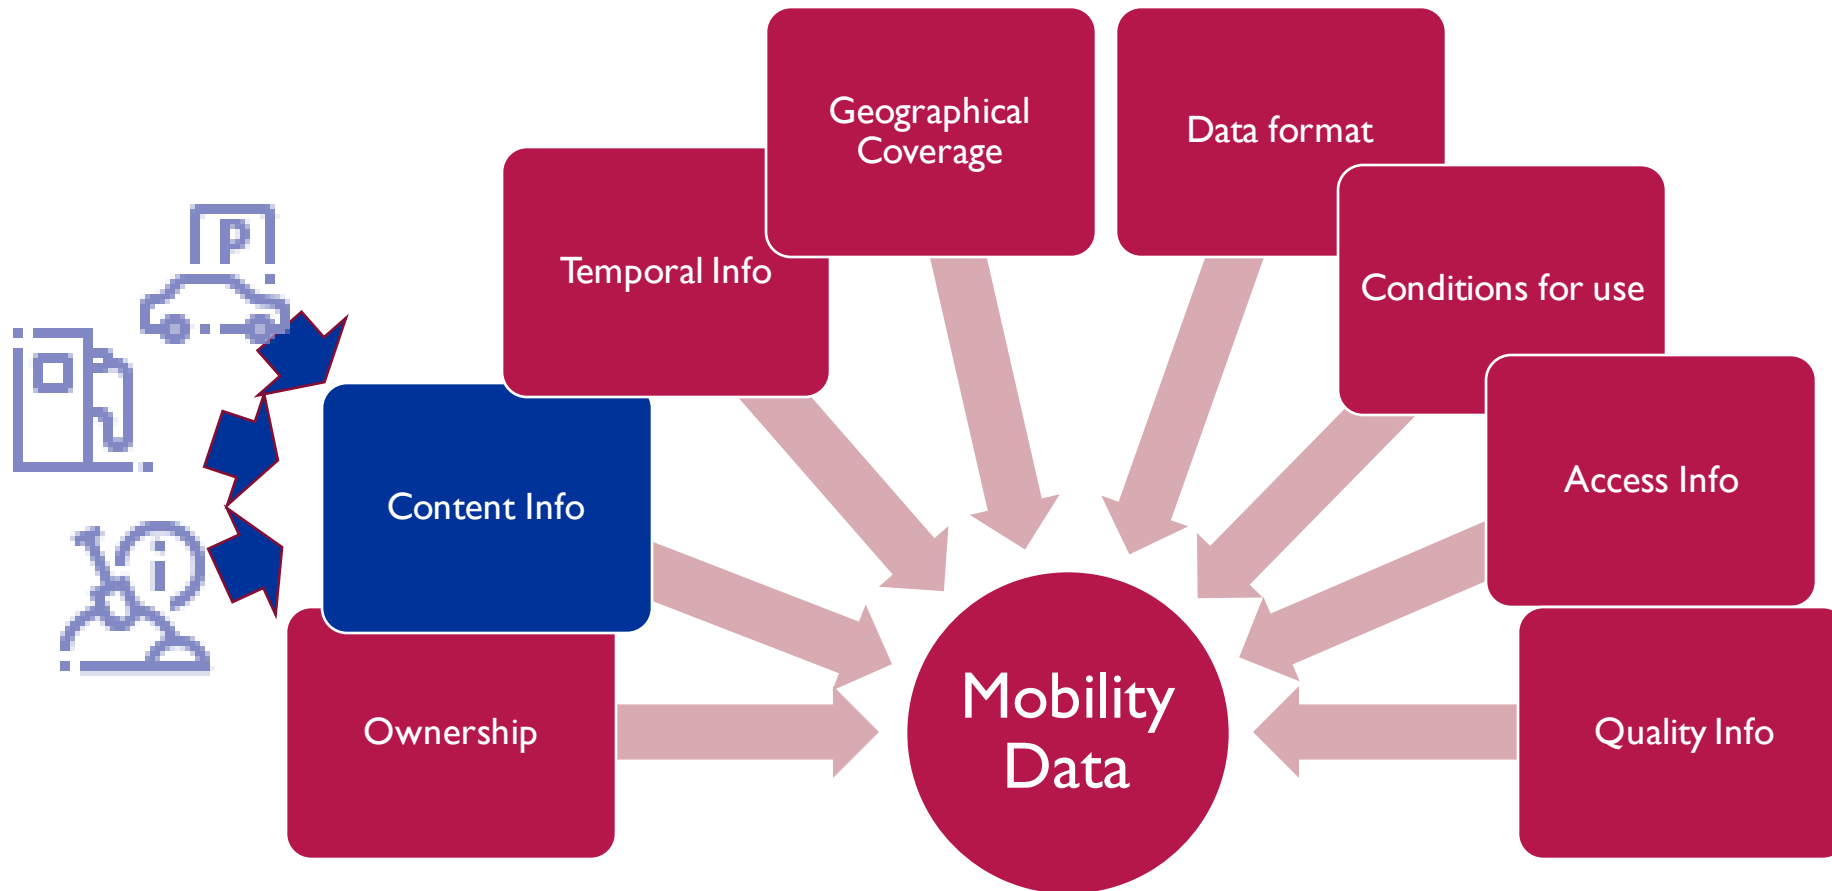 Geographical
Coverage
Data format
P
Temporal Info
Conditions for use
Content Info
Access Info
i
Ownership
Mobility
Data
Quality Info